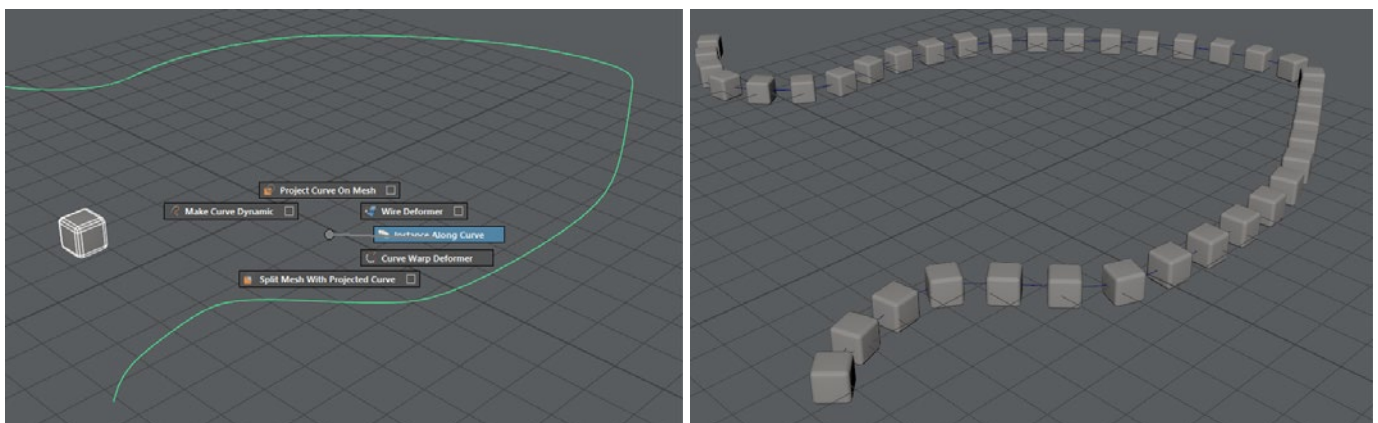 Project Curve On Mesh
Make Curve Dynamic
Wire Deformer
Instance Along Curve
Curve Warp Deformer
Split Mesh With Projected Curve